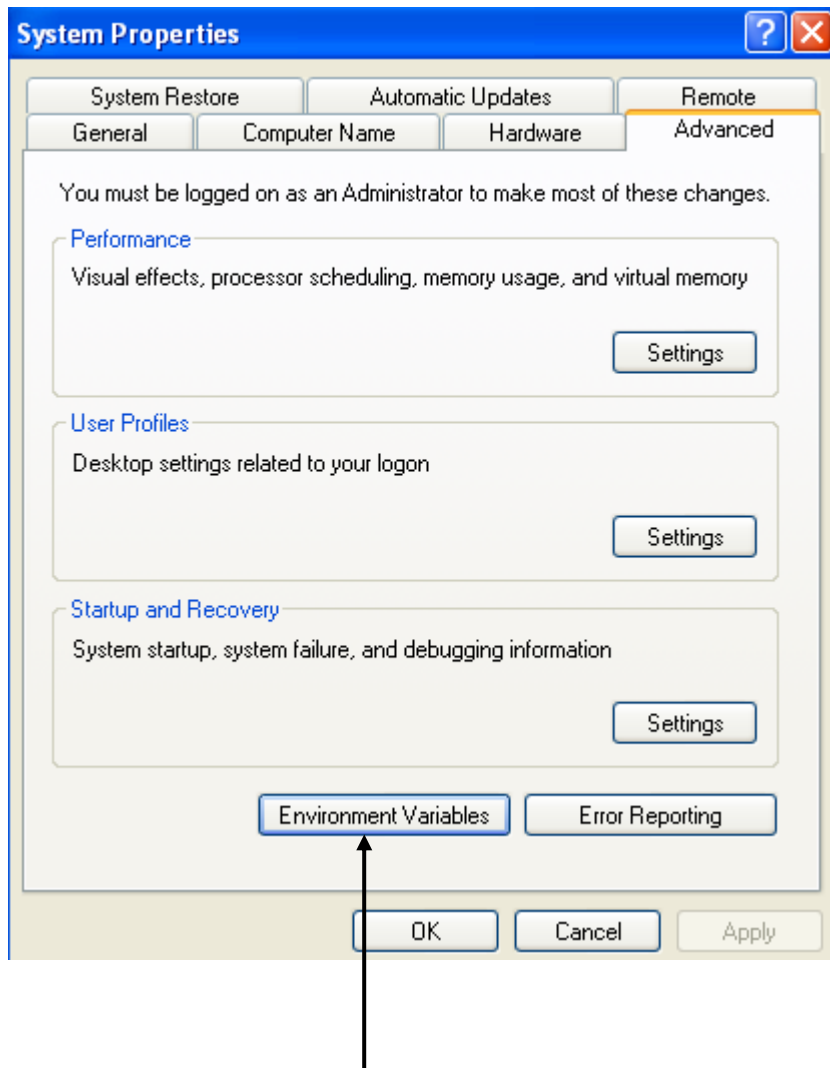 System Properties
System Restore Automatic Updates Remote
General Computer Name Hardware Advanced
You must be logged on as an Administrator to make most of these changes.
Performance
Visual effects, processor scheduling, memory usage, and virtual memory
Settings
User Profiles
Desktop settings related to your logon
Settings
Startup and Recovery
System startup, system failure, and debugging information
Settings
Environment Variables Error Reporting
OK Cancel Apply